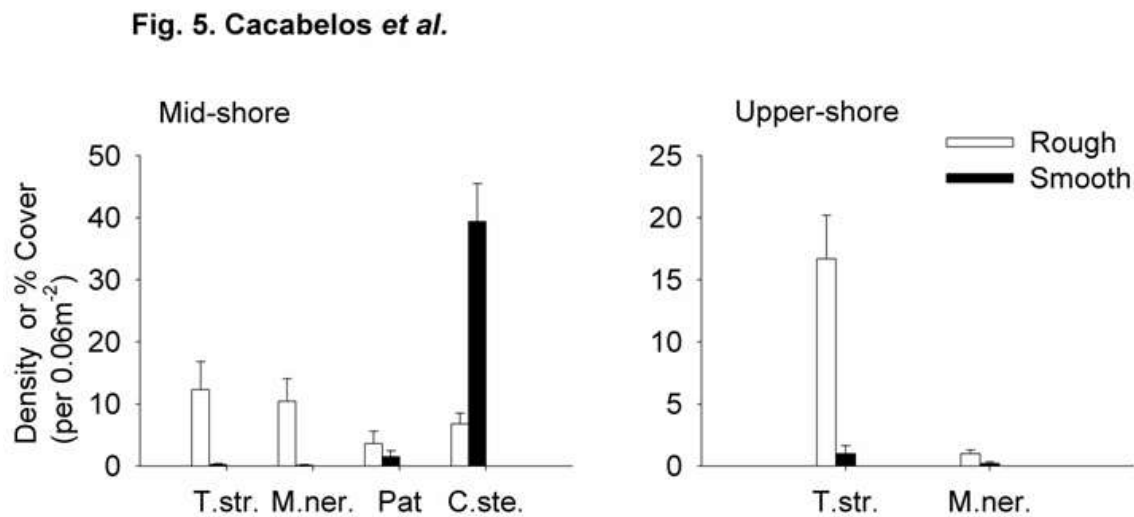 Fig. 5. Cacabelos et al.
Mid-shore
Density or % Cover
(per 0.06m-2)
50
40
30
20
10
0
T.str. M.ner. Pat C.ste.
Upper-shore
Rough
Smooth
25
20
15
10
5
0
T.str. M.ner.